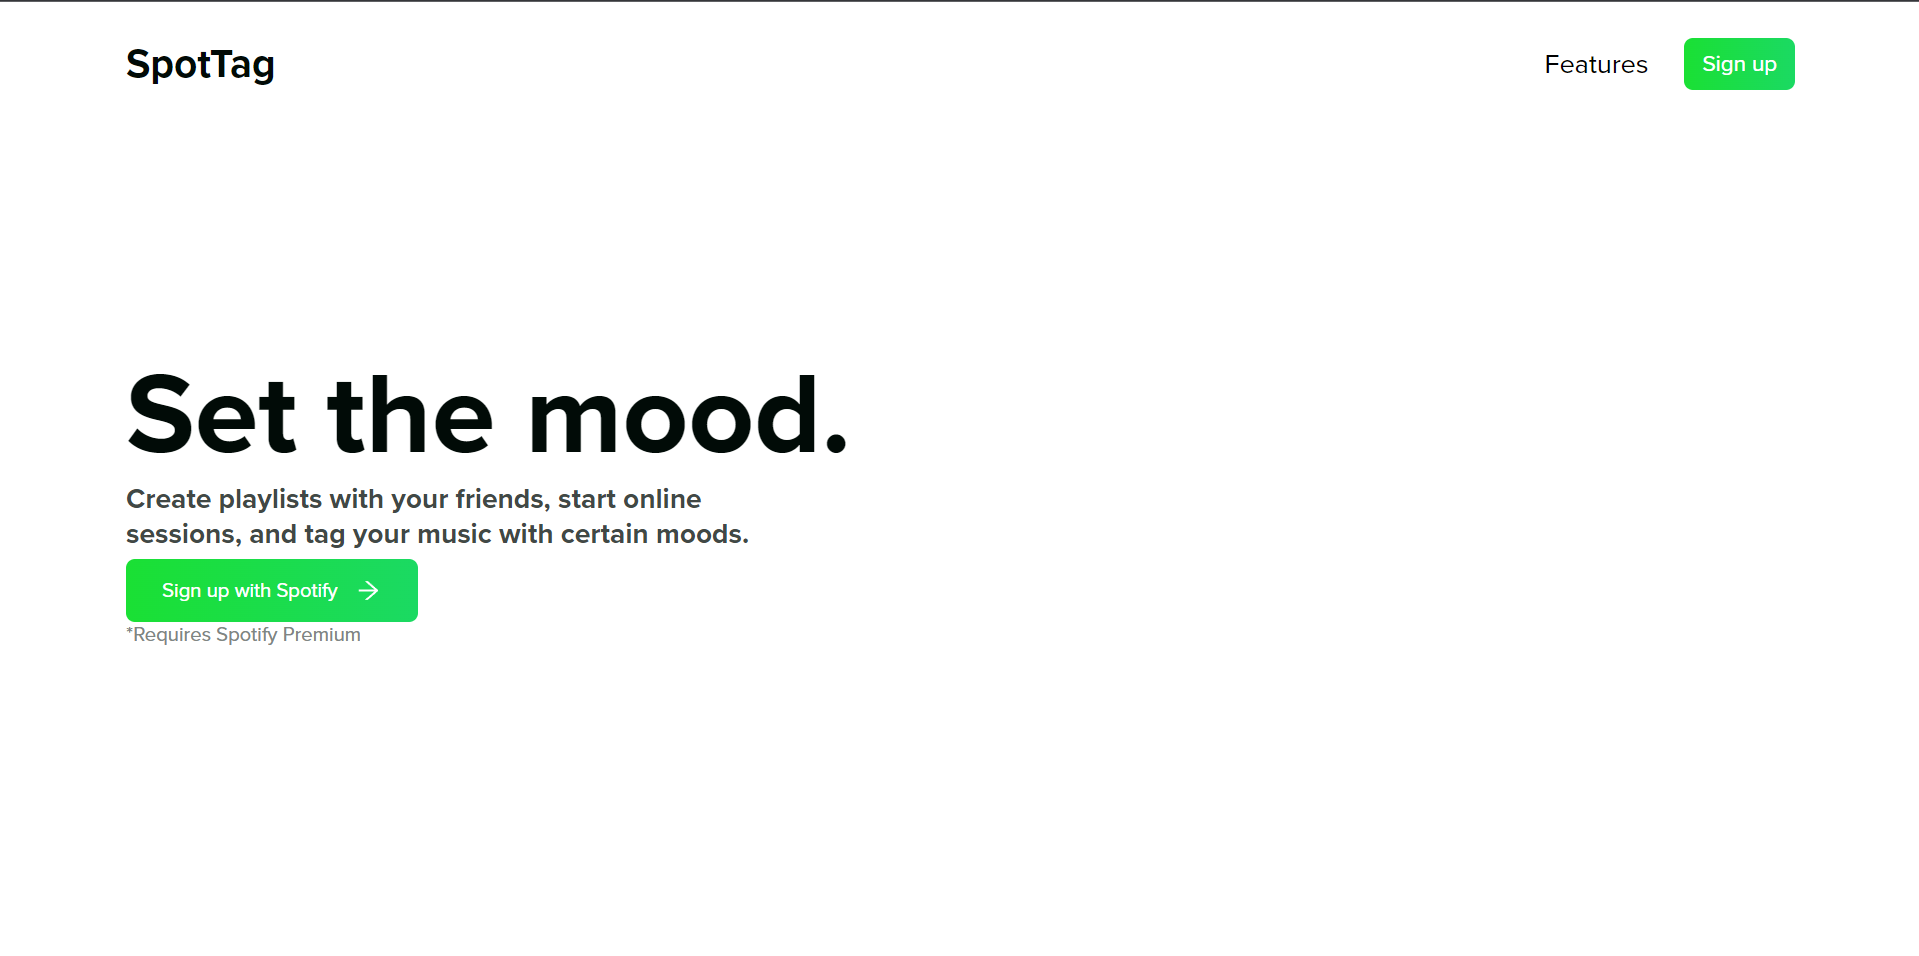 SpotTag
Features
Sign up
Set the mood.
Create playlists with your friends, start online
sessions, and tag your music with certain moods.
Sign up with Spotify
*Requires Spotify Premium